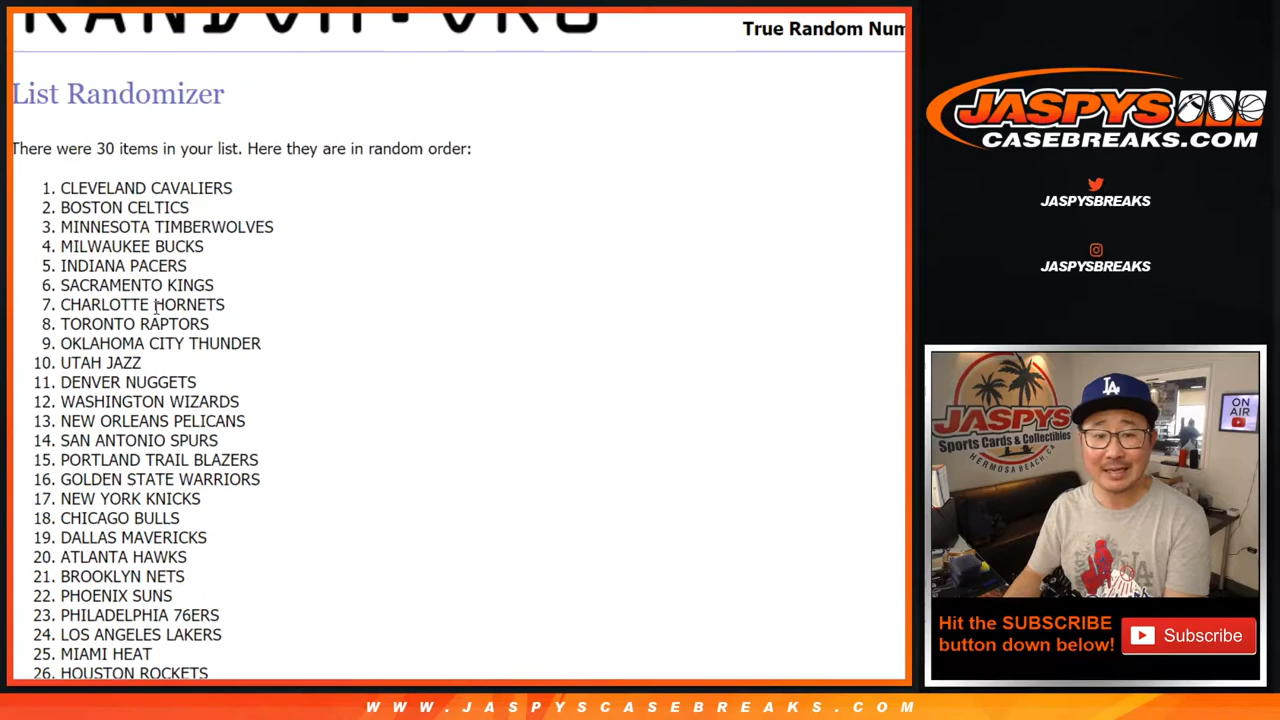 RANDOM.ORG
True Random Num
List Randomizer
There were 30 items in your list. Here they are in random order:
1. CLEVELAND CAVALIERS
2. BOSTON CELTICS
3. MINNESOTA TIMBERWOLVES
4. MILWAUKEE BUCKS
5. INDIANA PACERS
6. SACRAMENTO KINGS
7. CHARLOTTE HORNETS
8. TORONTO RAPTORS
9. OKLAHOMA CITY THUNDER
10. UTAH JAZZ
11. DENVER NUGGETS
12. WASHINGTON WIZARDS
13. NEW ORLEANS PELICANS
14. SAN ANTONIO SPURS
15. PORTLAND TRAIL BLAZERS
16. GOLDEN STATE WARRIORS
17. NEW YORK KNICKS
18. CHICAGO BULLS
19. DALLAS MAVERICKS
20. ATLANTA HAWKS
21. BROOKLYN NETS
22. PHOENIX SUNS
23. PHILADELPHIA 76ERS
24. LOS ANGELES LAKERS
25. MIAMI HEAT
26. HOUSTON ROCKETS
JASPYS
CASEBREAKS.COM
JASPYSBREAKS
JASPYSBREAKS
JASPYS
Sports Cards & Collectibles
HERMOSA BEACH, CA
LA
ON
AIR
Hit the SUBSCRIBE
button down below!
Subscribe
WWW.JASPYSCASEBREAKS.COM